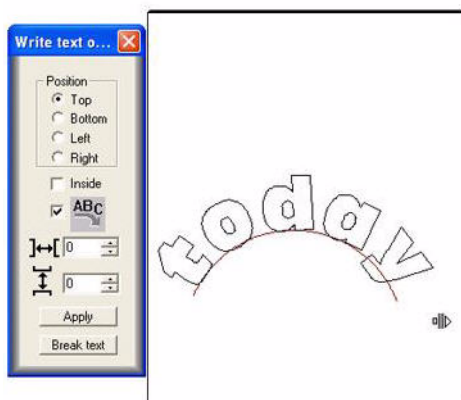 Write text o...
Position
Top
Bottom
Left
Right
Inside
ABC
0
0
Apply
Break text
today